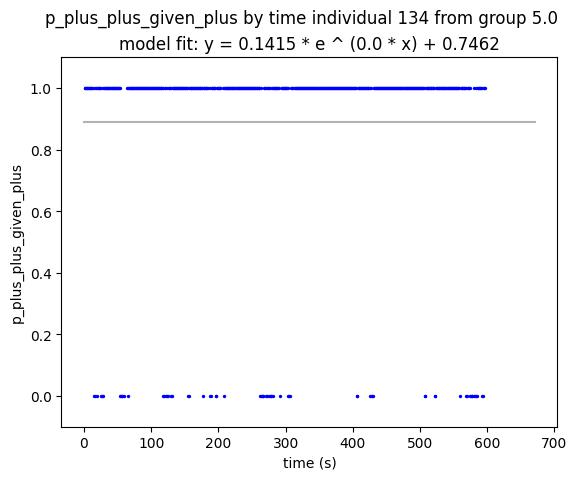 p_plus_plus_given_plus by time individual 134 from group 5.0
model fit: y = 0.1415 * e ^ (0.0 * x) + 0.7462
p_plus_plus_given_plus
1.0
0.8
0.6
0.4
0.2
0.0
0 100 200 300 400 500 600 700
time (s)